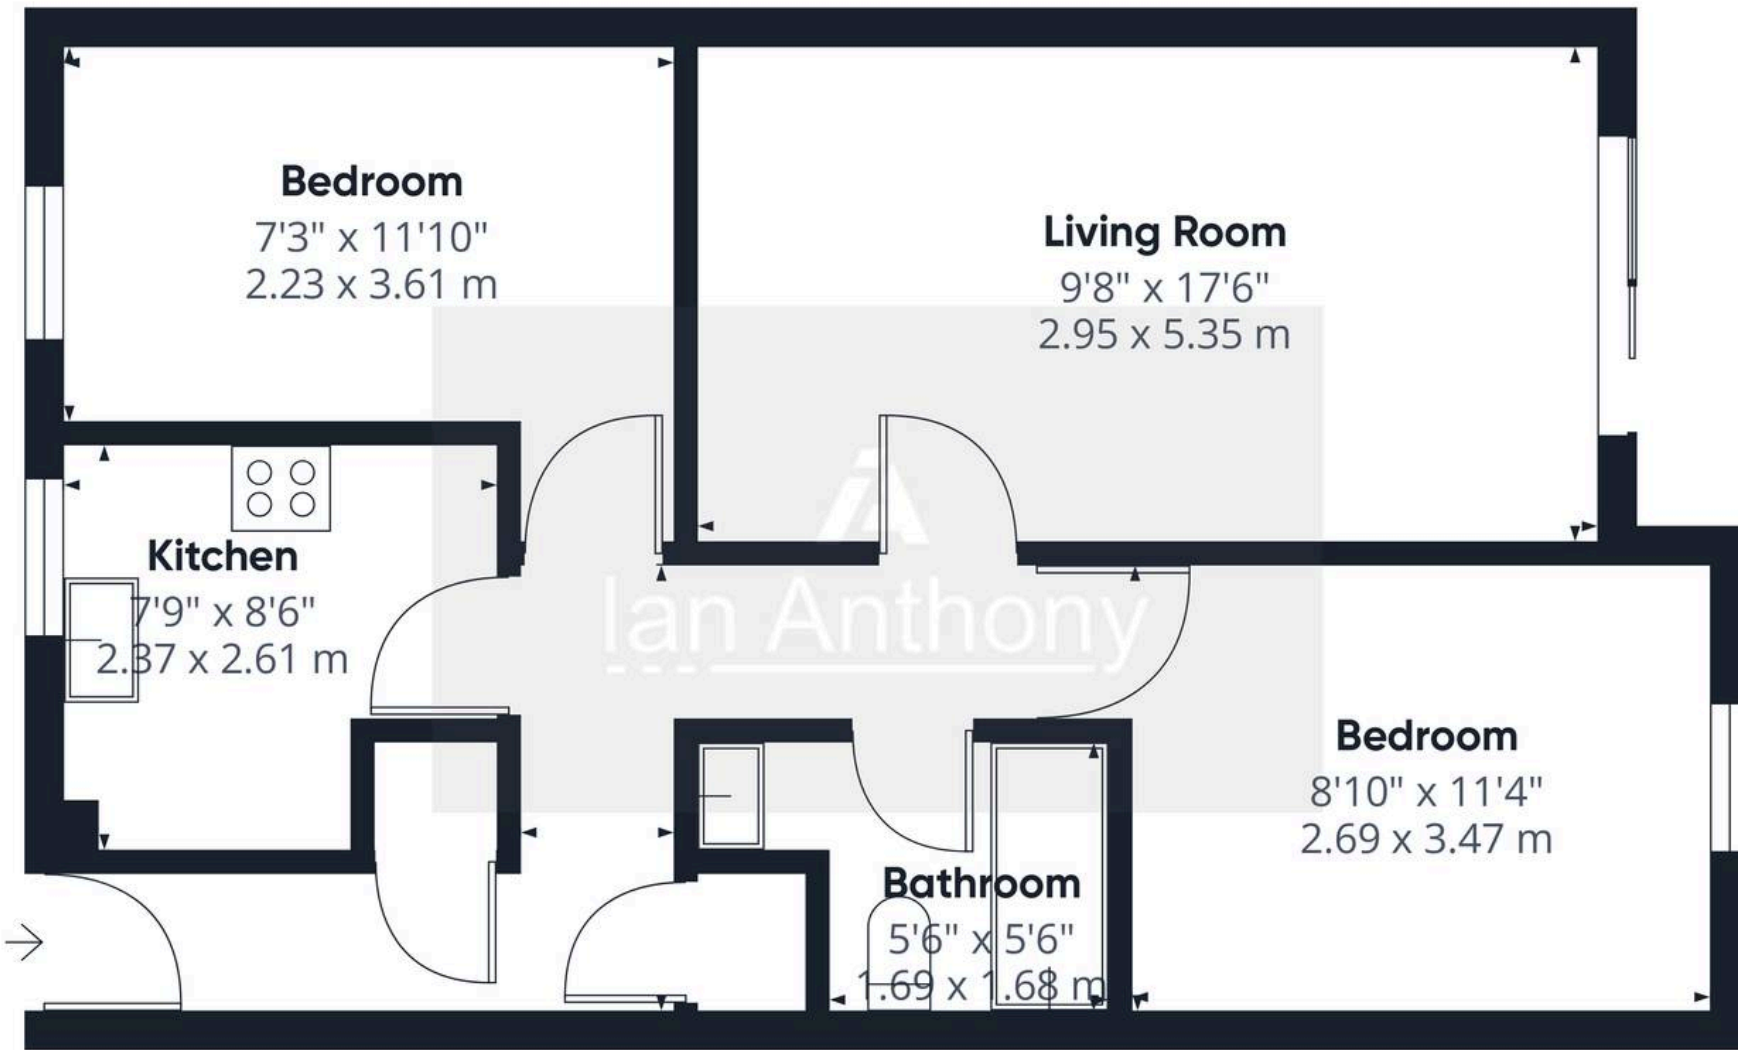 Bedroom
7'3" x 11'10"
2.23 x 3.61 m
Living Room
9'8" x 17'6"
2.95 x 5.35 m
Kitchen
7'9" x 8'6"
2.37 x 2.61 m
iA
Ian Anthony
Bedroom
8'10" x 11'4"
2.69 x 3.47 m
Bathroom
5'6" x 5'6"
1.69 x 1.68 m